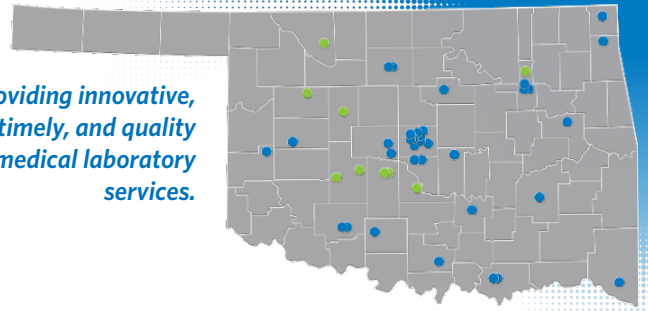 oviding innovative,
timely, and quality
medical laboratory
services.